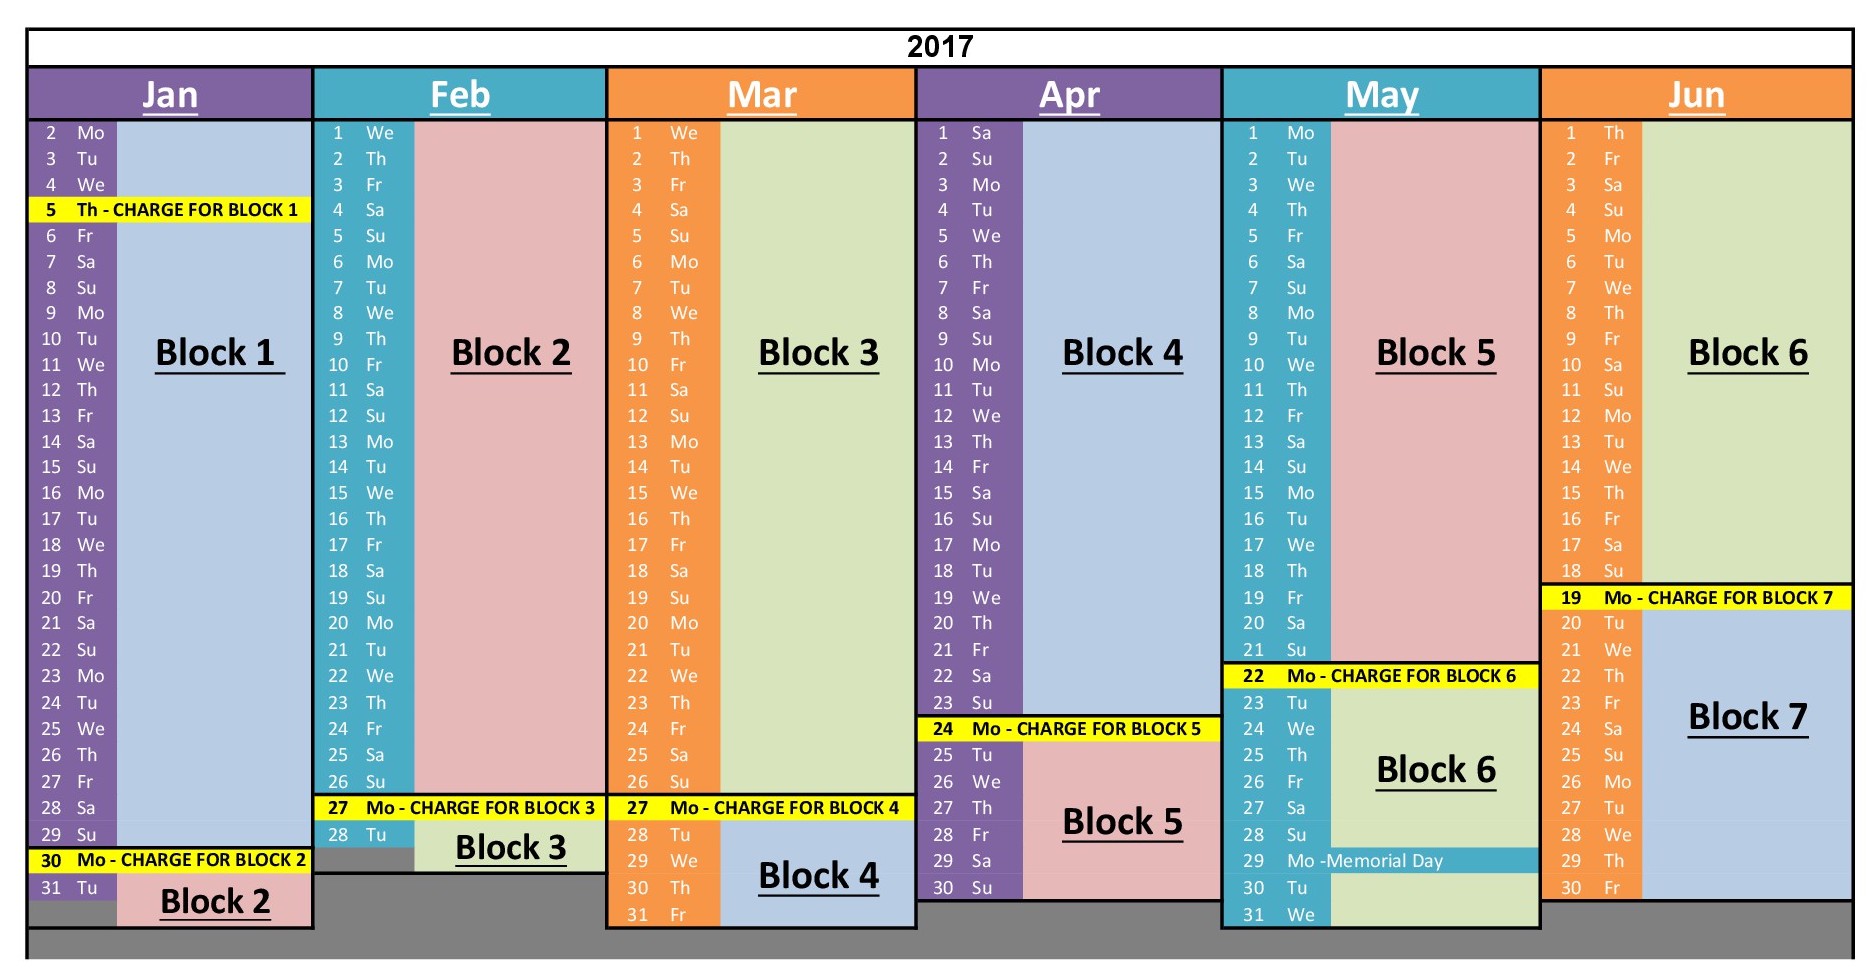 2017
Jan Feb Mar Apr May Jun
2 Mo 1 We 1 We 1 Sa 1 Mo 1 Th
3 Tu 2 Th 2 Th 2 Su 2 Tu 2 Fr
4 We 3 Fr 3 Fr 3 Mo 3 We 3 Sa
5 Th - CHARGE FOR BLOCK 1 4 Sa 4 Sa 4 Tu 4 Th 4 Su
6 Fr 5 Su 5 Su 5 We 5 Fr 5 Mo
7 Sa 6 Mo 6 Mo 6 Th 6 Sa 6 Tu
8 Su 7 Tu 7 Tu 7 Fr 7 Su 7 We
9 Mo 8 We 8 We 8 Sa 8 Mo 8 Th
10 Tu 9 Th 9 Th 9 Su 9 Tu 9 Fr
Block 1 Block 2 Block 3 Block 4 Block 5 Block 6
11 We 10 Fr 10 Fr 10 Mo 10 We 10 Sa
12 Th 11 Sa 11 Sa 11 Tu 11 Th 11 Su
13 Fr 12 Su 12 Su 12 We 12 Fr 12 Mo
14 Sa 13 Mo 13 Mo 13 Th 13 Sa 13 Tu
15 Su 14 Tu 14 Tu 14 Fr 14 Su 14 We
16 Mo 15 We 15 We 15 Sa 15 Mo 15 Th
17 Tu 16 Th 16 Th 16 Su 16 Tu 16 Fr
18 We 17 Fr 17 Fr 17 Mo 17 We 17 Sa
19 Th 18 Sa 18 Sa 18 Tu 18 Th 18 Su
20 Fr 19 Su 19 Su 19 We 19 Fr 19 Mo - CHARGE FOR BLOCK 7
21 Sa 20 Mo 20 Mo 20 Th 20 Sa 20 Tu
22 Su 21 Tu 21 Tu 21 Fr 21 Su 21 We
23 Mo 22 We 22 We 22 Sa 22 Mo - CHARGE FOR BLOCK 6 22 Th
24 Tu 23 Th 23 Th 23 Su 23 Tu 23 Fr
Block 7
25 We 24 Fr 24 Fr 24 Mo - CHARGE FOR BLOCK 5 24 We 24 Sa
26 Th 25 Sa 25 Sa 25 Tu 25 Th 25 Su
Block 6
27 Fr 26 Su 26 Su 26 We 26 Fr 26 Mo
28 Sa 27 Mo - CHARGE FOR BLOCK 3 27 Mo - CHARGE FOR BLOCK 4 27 Th 27 Sa 27 Tu
Block 5
29 Su 28 Tu 28 Tu 28 Fr 28 Su 28 We
Block 3
30 Mo - CHARGE FOR BLOCK 2 29 We 29 Sa 29 Mo -Memorial Day 29 Th
Block 4
31 Tu 30 Th 30 Su 30 Tu 30 Fr
Block 2
31 Fr 31 We